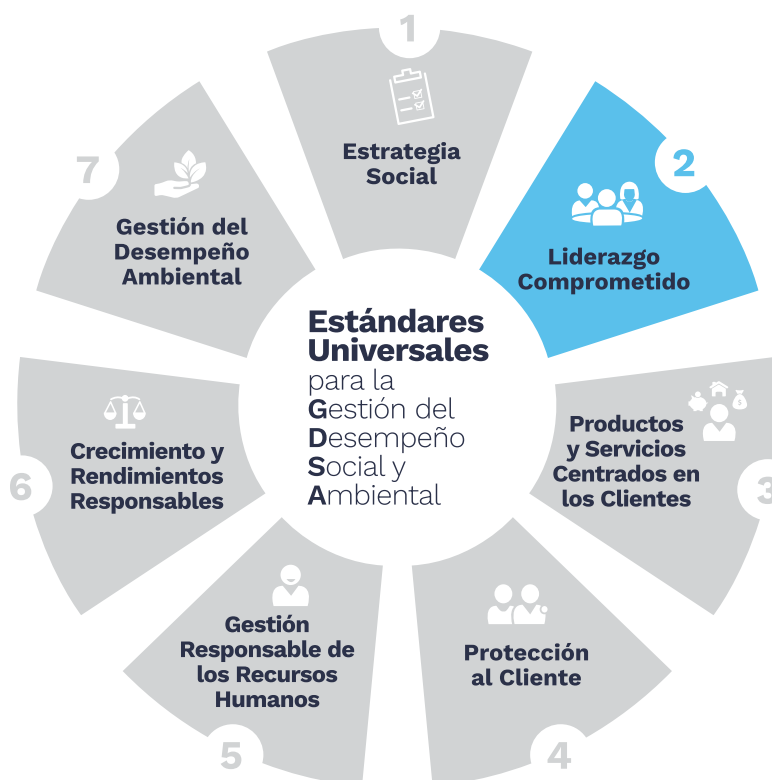 1
Estrategia
Social
2
Liderazgo
Comprometido
3
Productos
y Servicios
Centrados en
los Clientes
4
Protección
al Cliente
5
Gestión
Responsable de
los Recursos
Humanos
6
Crecimiento y
Rendimientos
Responsables
7
Gestión del
Desempeño
Ambiental
Estándares
Universales
para la
Gestión del
Desempeño
Social y
Ambiental